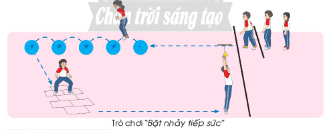 Chân trời sáng tạo
Trò chơi "Bật nhảy tiếp sức"